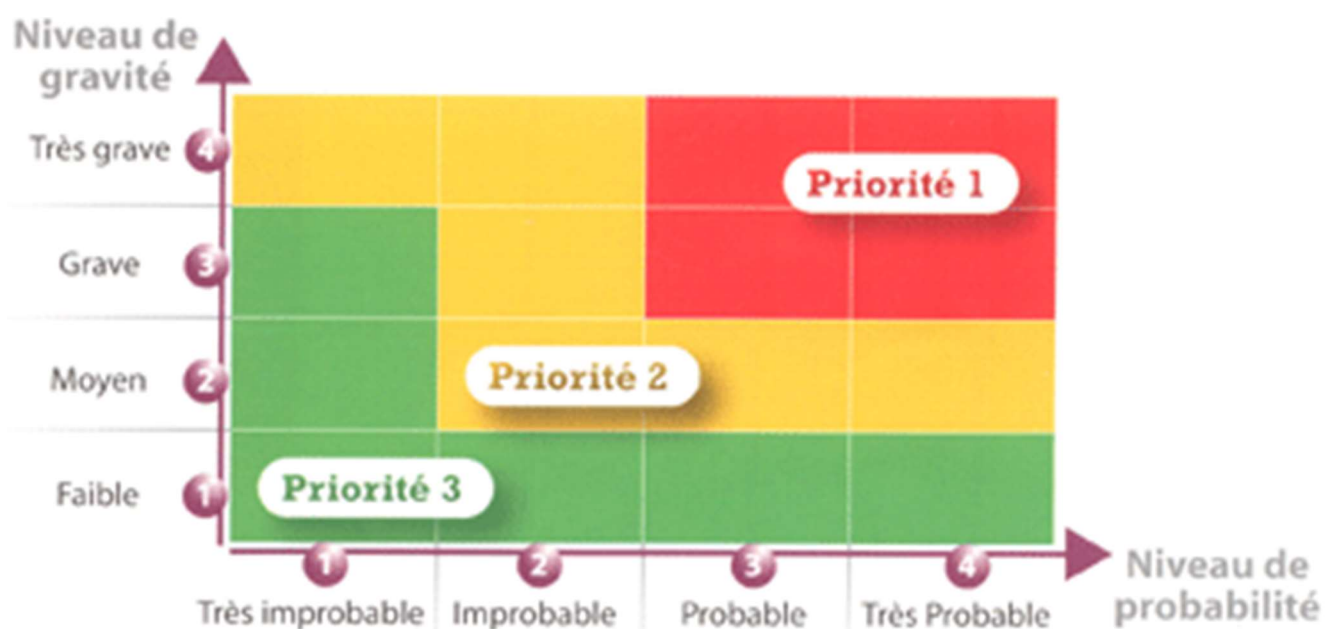 Niveau de
gravité
Très grave 4
Priorité 1
Grave 3
Moyen 2
Priorité 2
Faible 1
Priorité 3
1 2 3 4
Très improbable Improbable Probable Très Probable
Niveau de
probabilité